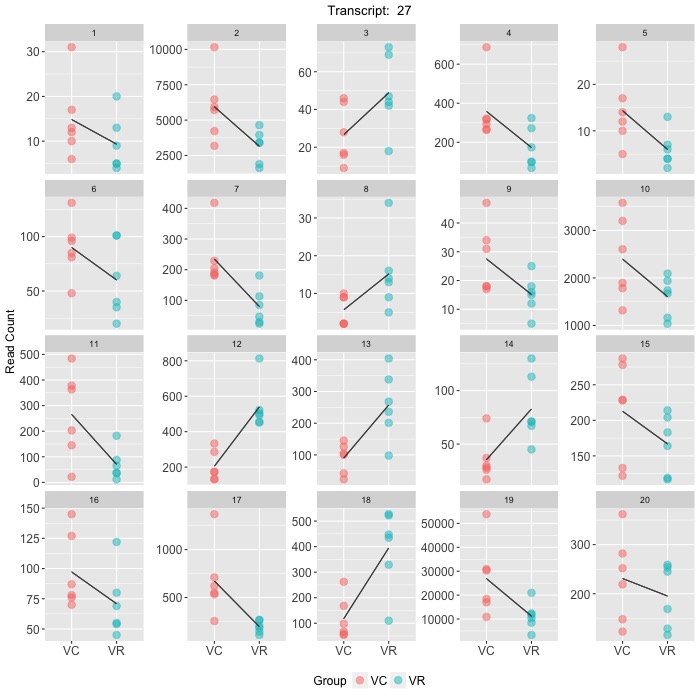 Transcript: 27
1 2 3 4 5
30 20 10
10000 7500 5000 2500
60 40 20
600 400 200
20 10
6 7 8 9 10
100 50
400 300 200 100
30 20 10
40 30 20 10
3000 2000 1000
Read Count
11 12 13 14 15
500 400 300 200 100 0
800 600 400 200
400 300 200 100 0
100 50
250 200 150
16 17 18 19 20
150 125 100 75 50
1000 500
500 400 300 200 100
50000 40000 30000 20000 10000
300 200
VC VR VC VR VC VR VC VR VC VR
Group VC VR